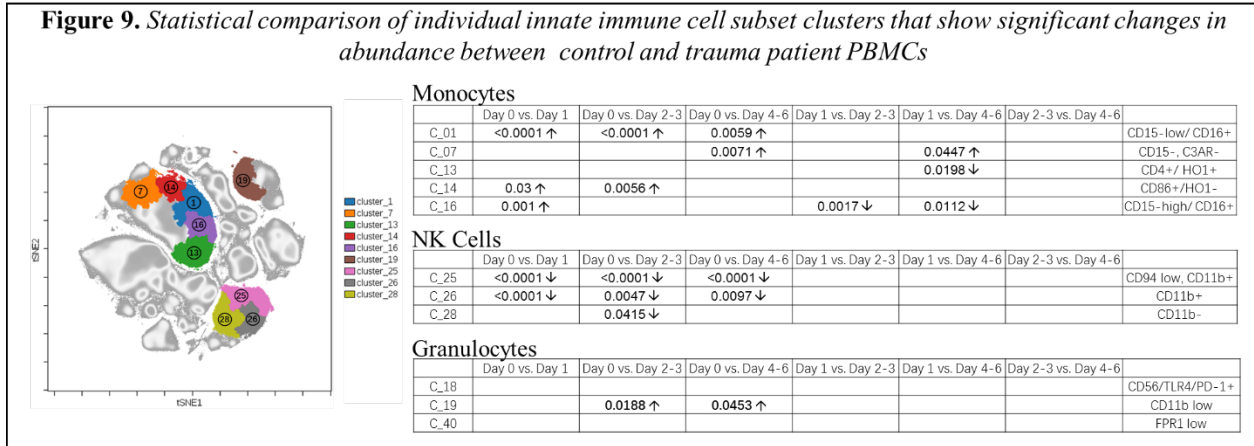 Figure 9. Statistical comparison of individual innate immune cell subset clusters that show significant changes in
abundance between control and trauma patient PBMCs
tSNE2
tSNE1
7
14
1
19
16
13
25
28
26
cluster_1
cluster_7
cluster_13
cluster_14
cluster_16
cluster_19
cluster_25
cluster_26
cluster_28
Monocytes
Day 0 vs. Day 1 Day 0 vs. Day 2-3 Day 0 vs. Day 4-6 Day 1 vs. Day 2-3 Day 1 vs. Day 4-6 Day 2-3 vs. Day 4-6
C_01 <0.0001 ↑ <0.0001 ↑ 0.0059 ↑ CD15-low/ CD16+
C_07 0.0071 ↑ 0.0447 ↑ CD15-, C3AR-
C_13 0.0198 ↓ CD4+/ HO1+
C_14 0.03 ↑ 0.0056 ↑ CD86+/HO1-
C_16 0.001 ↑ 0.0017 ↓ 0.0112 ↓ CD15-high/ CD16+
NK Cells
Day 0 vs. Day 1 Day 0 vs. Day 2-3 Day 0 vs. Day 4-6 Day 1 vs. Day 2-3 Day 1 vs. Day 4-6 Day 2-3 vs. Day 4-6
C_25 <0.0001 ↓ <0.0001 ↓ <0.0001 ↓ CD94 low, CD11b+
C_26 <0.0001 ↓ 0.0047 ↓ 0.0097 ↓ CD11b+
C_28 0.0415 ↓ CD11b-
Granulocytes
Day 0 vs. Day 1 Day 0 vs. Day 2-3 Day 0 vs. Day 4-6 Day 1 vs. Day 2-3 Day 1 vs. Day 4-6 Day 2-3 vs. Day 4-6
C_18 CD56/TLR4/PD-1+
C_19 0.0188 ↑ 0.0453 ↑ CD11b low
C_40 FPR1 low